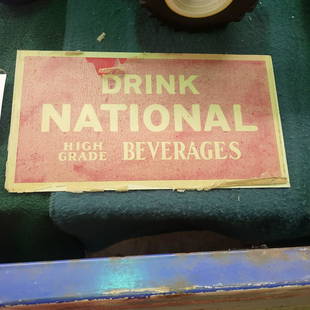 DRINK
NATIONAL
HIGH GRADE BEVERAGES